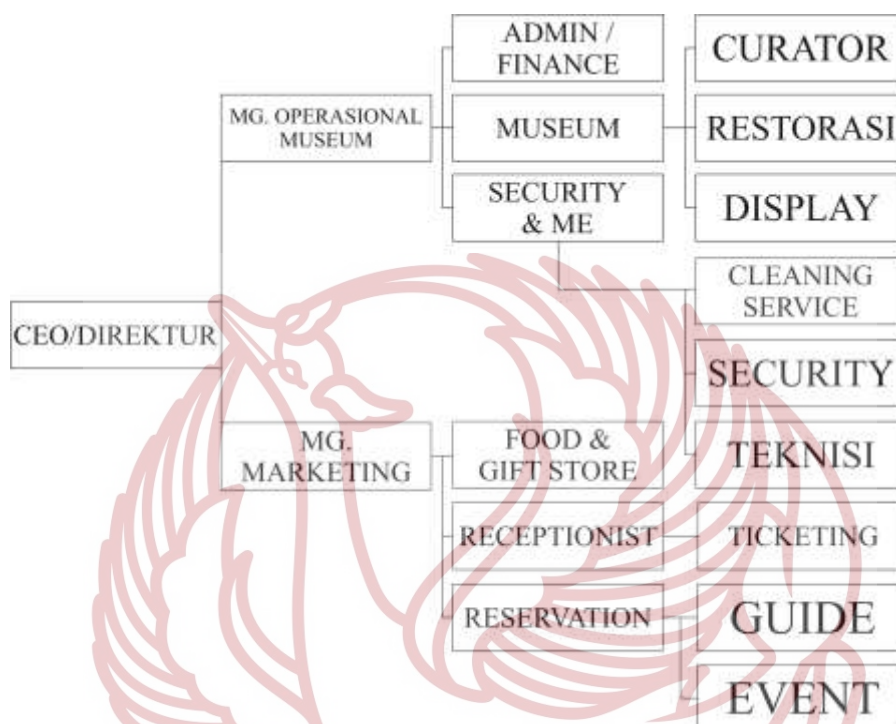 ADMIN /
FINANCE
CURATOR
MG. OPERASIONAL
MUSEUM
MUSEUM
RESTORASI
SECURITY
& ME
DISPLAY
CLEANING
SERVICE
CEO/DIREKTUR
SECURITY
MG.
MARKETING
FOOD &
GIFT STORE
TEKNISI
RECEPTIONIST
TICKETING
RESERVATION
GUIDE
EVENT